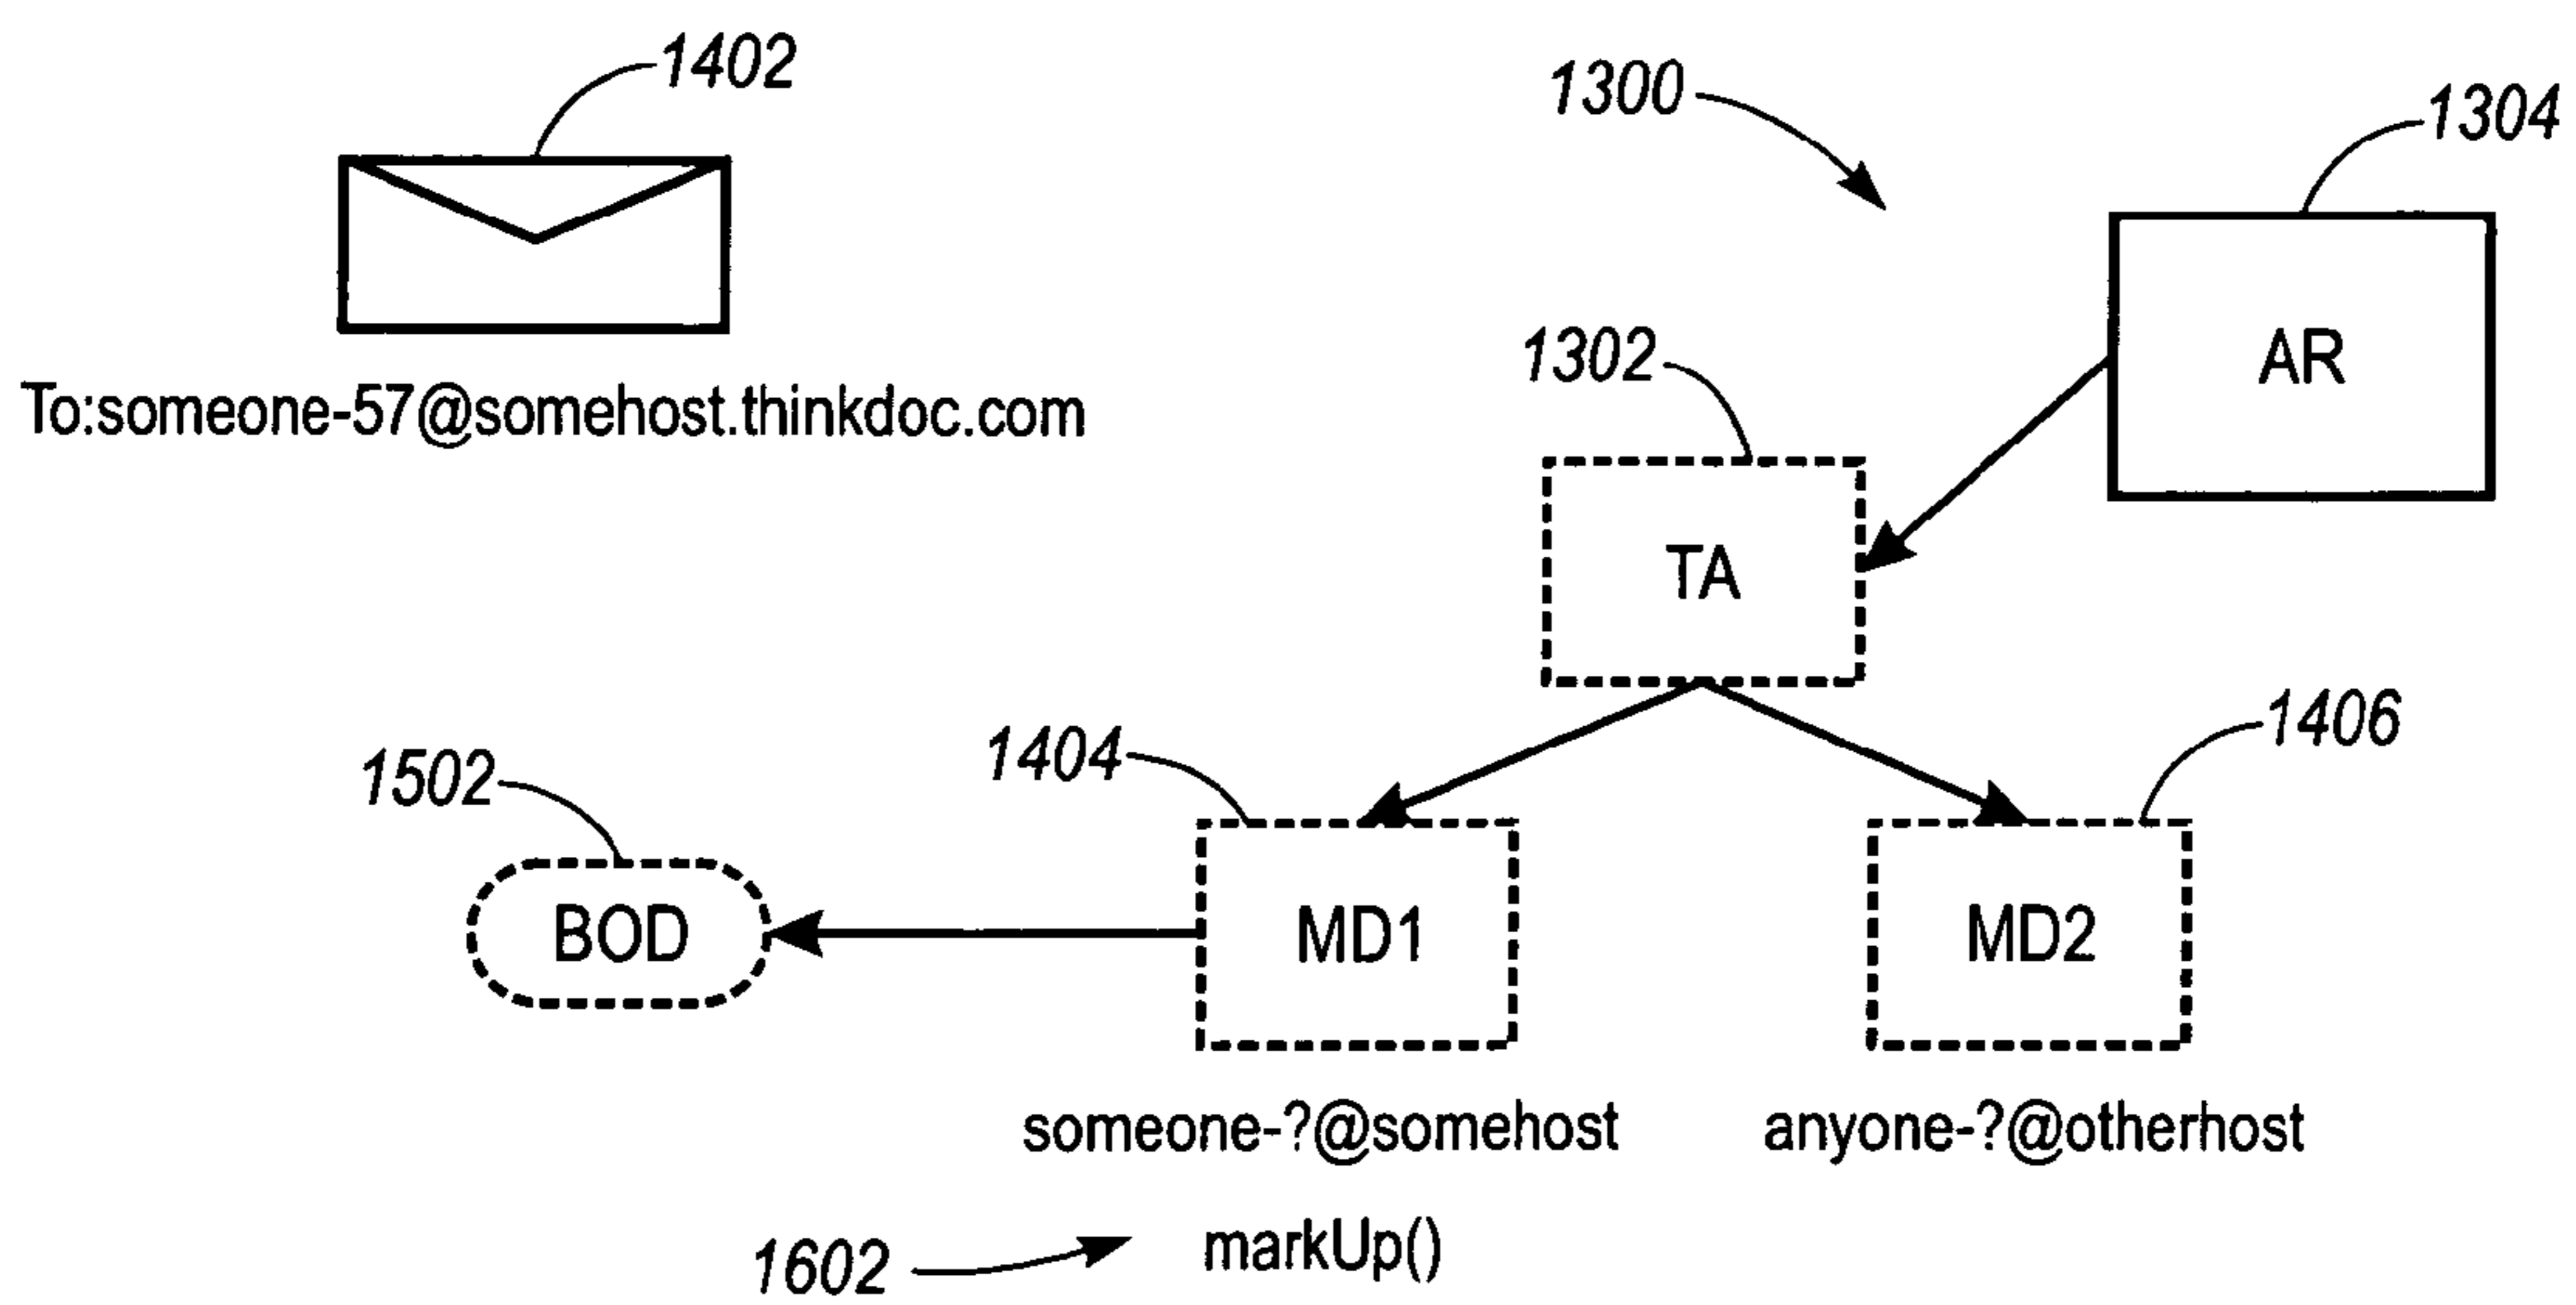 1402
1300
1304
To:someone-57@somehost.thinkdoc.com
1302
AR
TA
1502
1404
1406
BOD
MD1
MD2
someone-?@somehost
anyone-?@otherhost
1602
markUp()